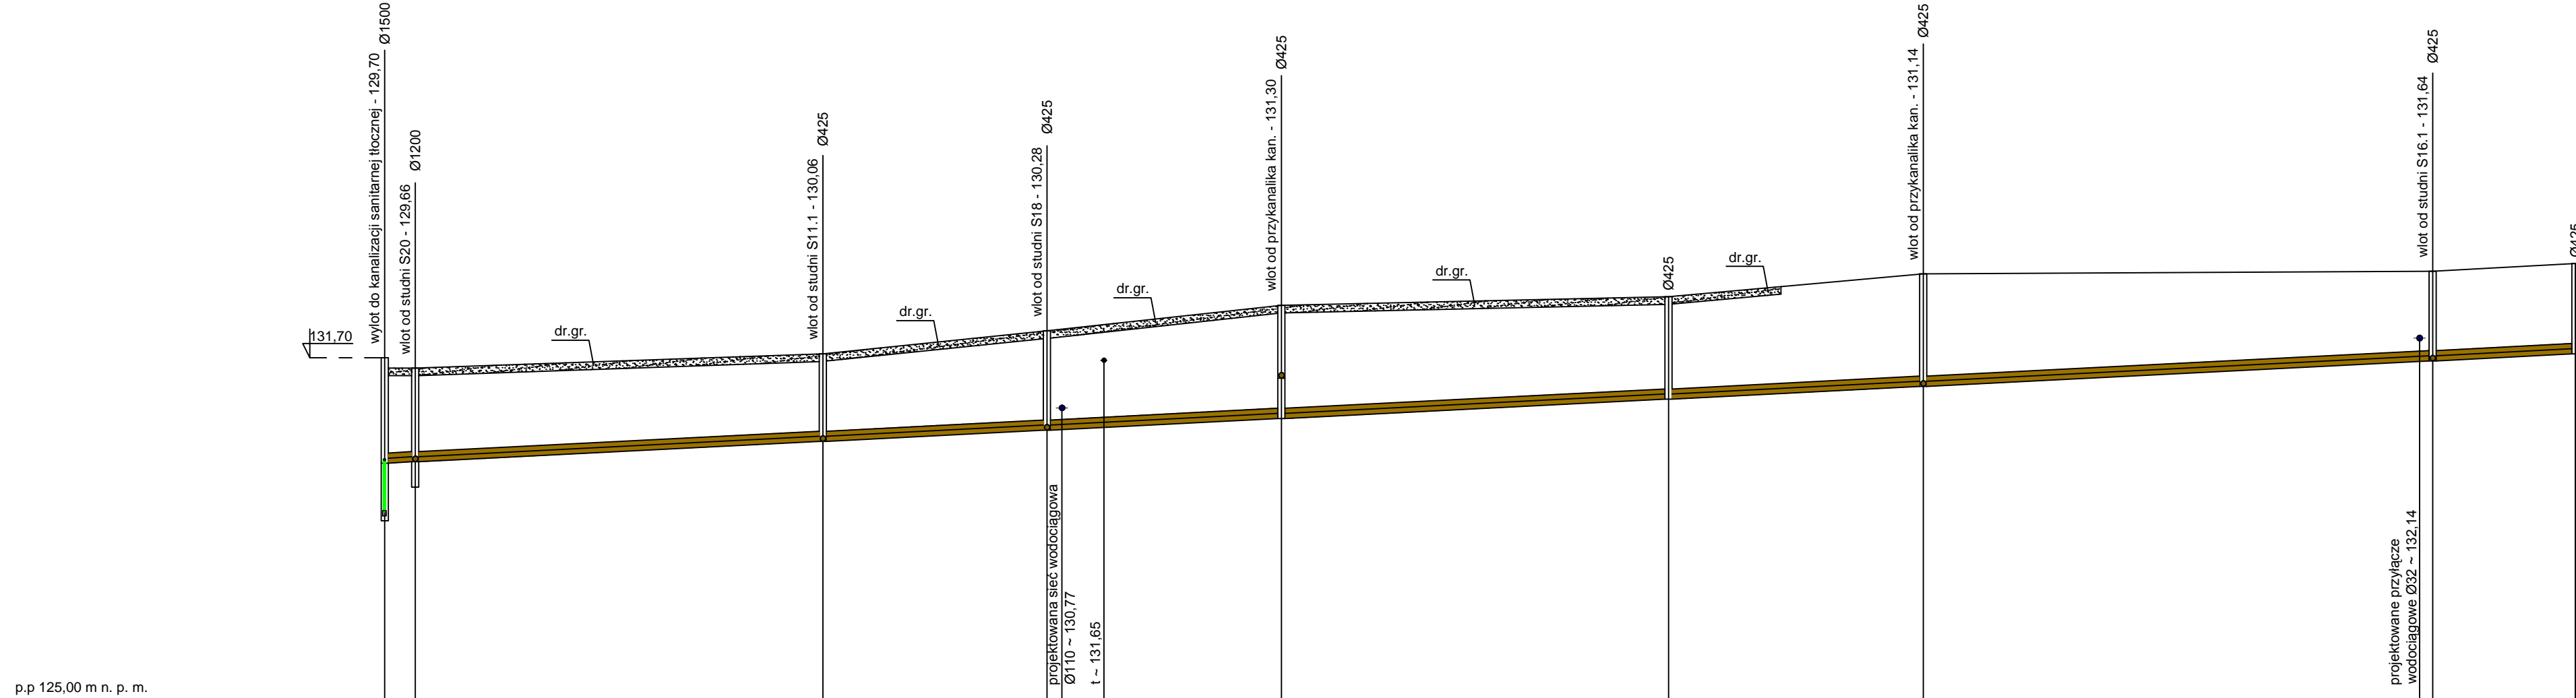 Ø1500
wylot do kanalizacji sanitarnej tłocznej - 129,70
Ø1200
wlot od studni S20 - 129,66
Ø425
wlot od studni S11.1 - 130,06
Ø425
wlot od studni S18 - 130,28
Ø425
wlot od przykanalika kan. - 131,30
Ø425
Ø425
wlot od przykanalika kan. - 131,14
Ø425
wlot od studni S16.1 - 131,64
Ø425
131,70
dr.gr.
dr.gr.
dr.gr.
dr.gr.
dr.gr.
projektowana sieć wodociągowa
Ø110 ~ 130,77
t ~ 131,65
projektowane przyłącze
wodociągowe Ø32 ~ 132,14
p.p 125,00 m n. p. m.